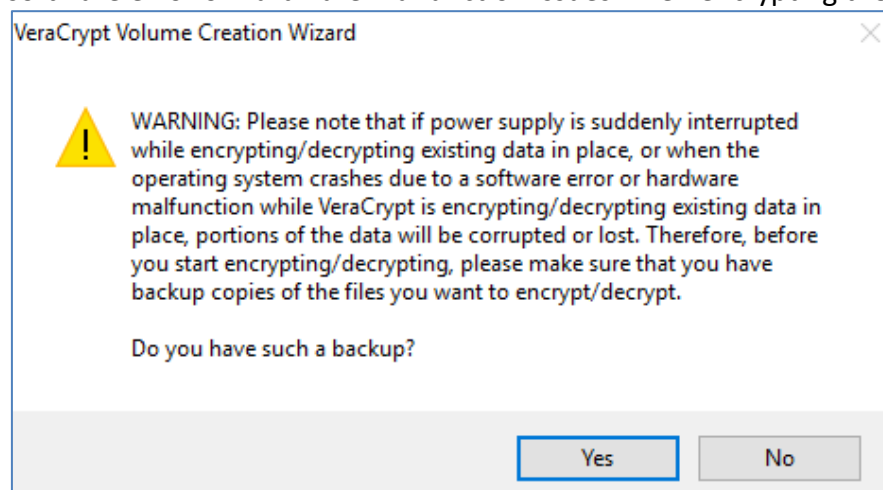 VeraCrypt Volume Creation Wizard
WARNING: Please note that if power supply is suddenly interrupted
while encrypting/decrypting existing data in place, or when the
operating system crashes due to a software error or hardware
malfunction while VeraCrypt is encrypting/decrypting existing data in
place, portions of the data will be corrupted or lost. Therefore, before
you start encrypting/decrypting, please make sure that you have
backup copies of the files you want to encrypt/decrypt.
Do you have such a backup?
Yes No